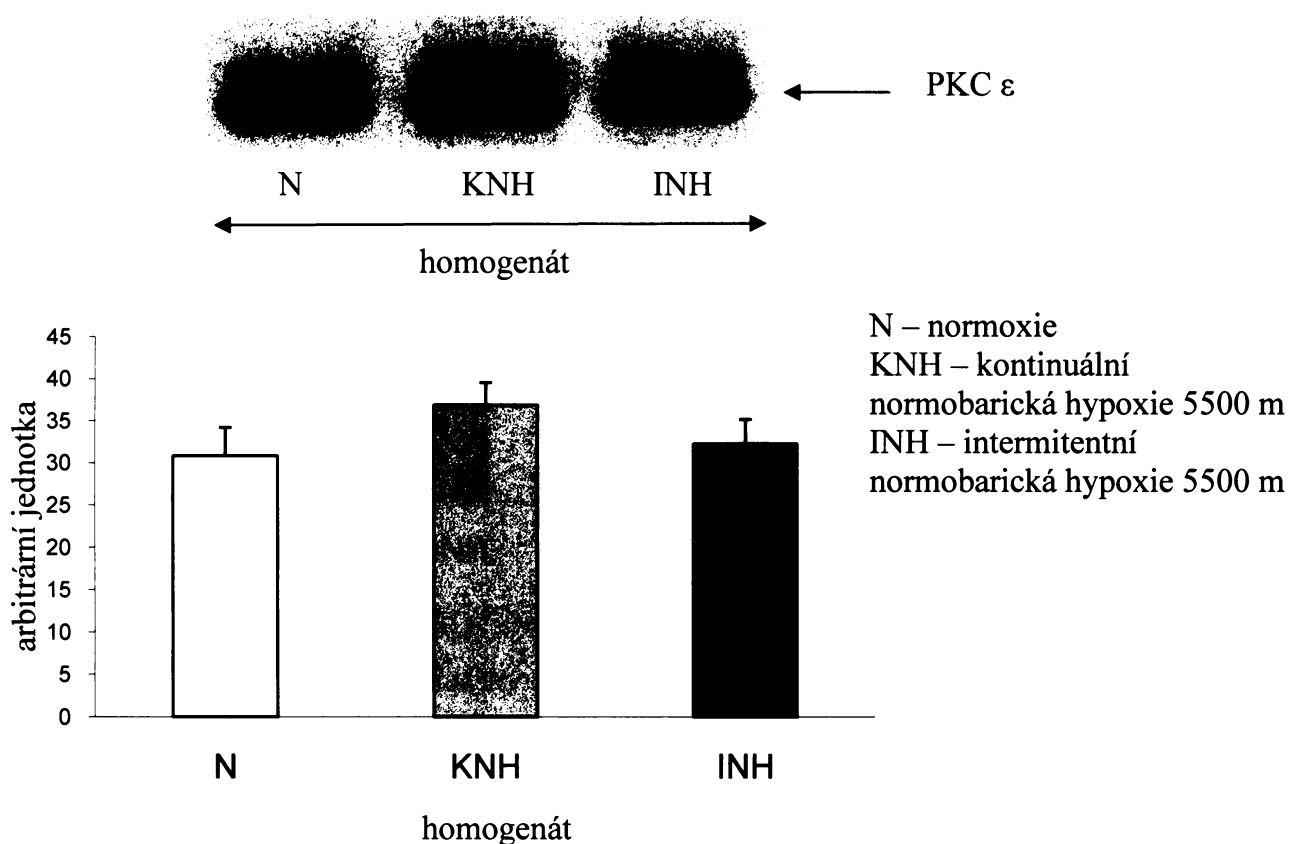 PKC ε
N KNH INH
homogenát
N – normoxie
KNH – kontinuální
normobarická hypoxie 5500 m
INH – intermitentní
normobarická hypoxie 5500 m
arbitrární jednotka
45
40
35
30
25
20
15
10
5
0
N KNH INH
homogenát